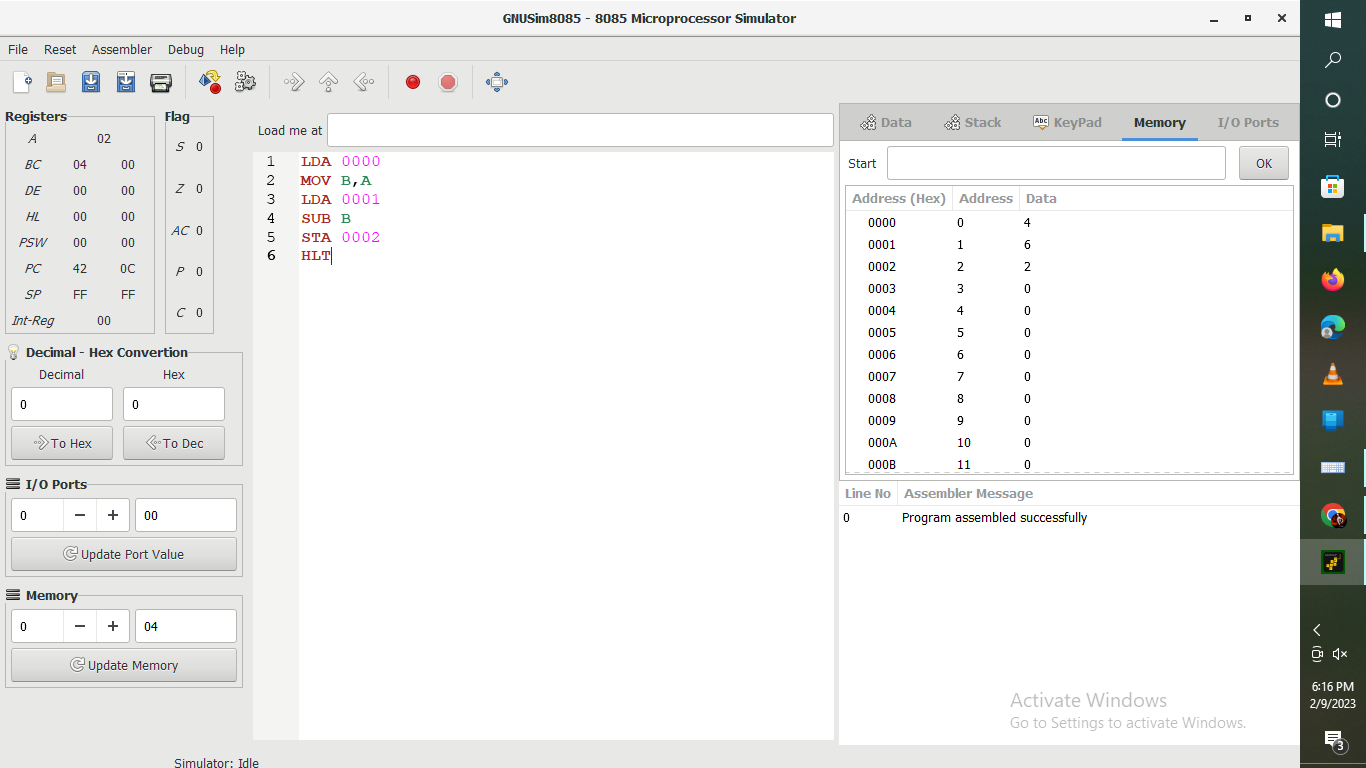 GNUSim8085 - 8085 Microprocessor Simulator
File Reset Assembler Debug Help
Registers
A 02
BC 04 00
DE 00 00
HL 00 00
PSW 00 00
PC 42 0C
SP FF FF
Int-Reg 00
Flag
S 0
Z 0
AC 0
P 0
C 0
Decimal - Hex Convertion
Decimal Hex
0 0
To Hex To Dec
I/O Ports
0 − + 00
Update Port Value
Memory
0 − + 04
Update Memory
Load me at
1 LDA 0000
2 MOV B,A
3 LDA 0001
4 SUB B
5 STA 0002
6 HLT
Data Stack Abc KeyPad Memory I/O Ports
Start OK
Address (Hex) Address Data
0000 0 4
0001 1 6
0002 2 2
0003 3 0
0004 4 0
0005 5 0
0006 6 0
0007 7 0
0008 8 0
0009 9 0
000A 10 0
000B 11 0
Line No Assembler Message
0 Program assembled successfully
Activate Windows
Go to Settings to activate Windows.
Simulator: Idle
6:16 PM
2/9/2023
3